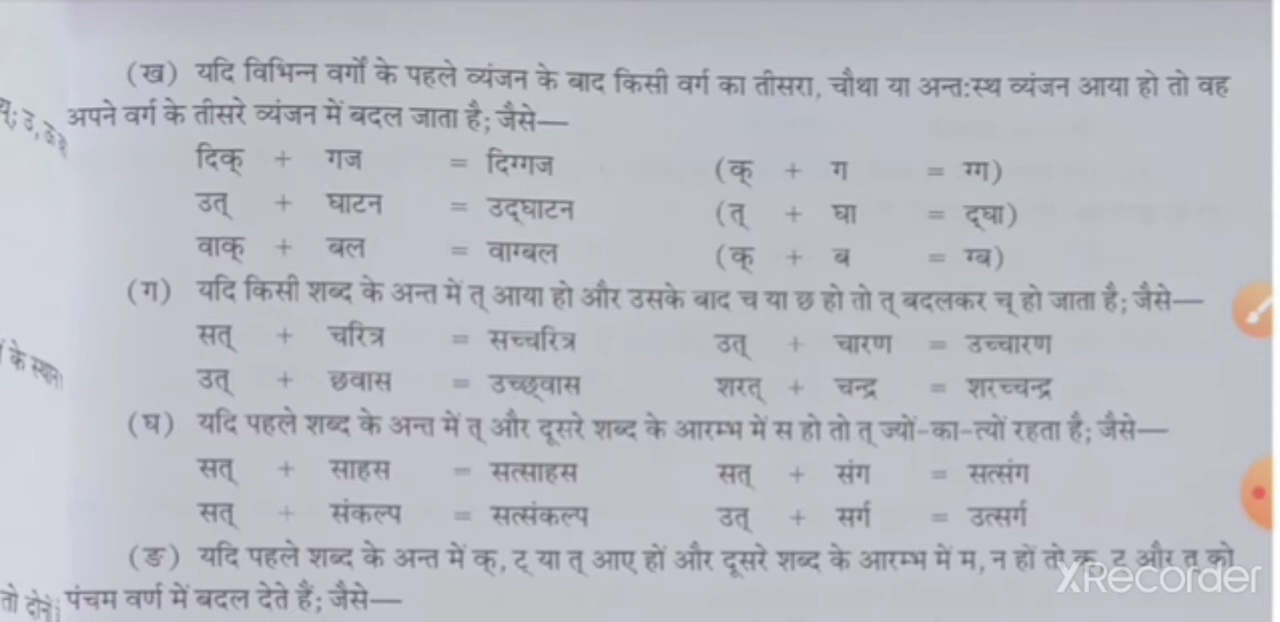 (ख) यदि विभिन्न वर्गों के पहले व्यंजन के बाद किसी वर्ग का तीसरा, चौथा या अन्त:स्थ व्यंजन आया हो तो वह
अपने वर्ग के तीसरे व्यंजन में बदल जाता है; जैसे—
दिक् + गज = दिग्गज (क् + ग = ग्ग)
उत् + घाटन = उद्घाटन (त् + घा = द्घा)
वाक् + बल = वाग्बल (क् + ब = ग्ब)
(ग) यदि किसी शब्द के अन्त में त् आया हो और उसके बाद च या छ हो तो त् बदलकर च् हो जाता है; जैसे—
सत् + चरित्र = सच्चरित्र उत् + चारण = उच्चारण
उत् + छवास = उच्छ्वास शरत् + चन्द्र = शरच्चन्द्र
के स्थान
(घ) यदि पहले शब्द के अन्त में त् और दूसरे शब्द के आरम्भ में स हो तो त् ज्यों-का-त्यों रहता है; जैसे—
सत् + साहस = सत्साहस सत् + संग = सत्संग
सत् + संकल्प = सत्संकल्प उत् + सर्ग = उत्सर्ग
(ङ) यदि पहले शब्द के अन्त में क्, ट् या त् आए हों और दूसरे शब्द के आरम्भ में म, न हों तो क्, ट् और त् को
XRecorder
तो दोनों
पंचम वर्ण में बदल देते हैं; जैसे—